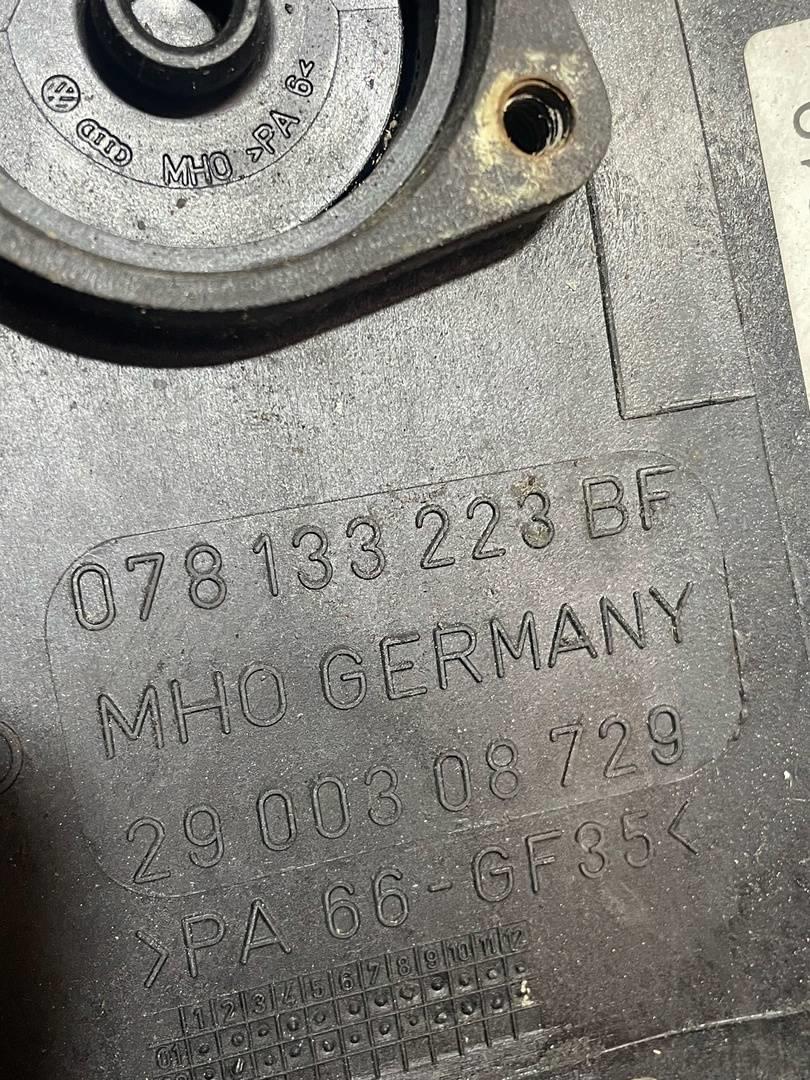 MHO >PA 6<
078 133 223 BF
MHO GERMANY
29 003 08 729
>PA 66-GF35<
1 2 3 4 5 6 7 8 9 10 11 12
01